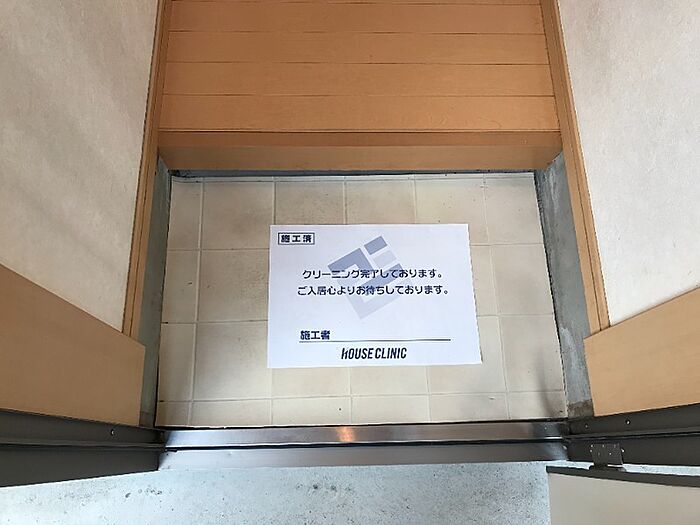 施工済
クリーニング完了しております。
ご入居心よりお待ちしております。
施工者
HOUSE CLINIC